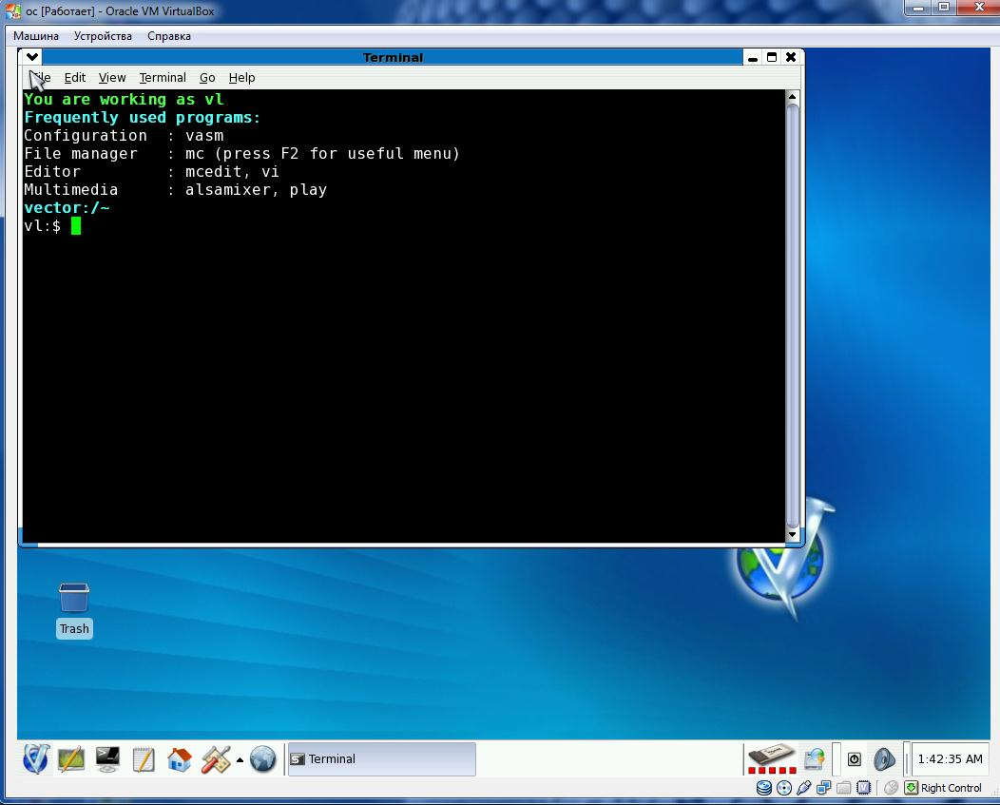 ос [Работает] - Oracle VM VirtualBox
Машина Устройства Справка
Terminal
Edit View Terminal Go Help
You are working as vl
Frequently used programs:
Configuration : vasm
File manager : mc (press F2 for useful menu)
Editor : mcedit, vi
Multimedia : alsamixer, play
vector:/~
vl:$
Trash
Terminal
1:42:35 AM
Right Control